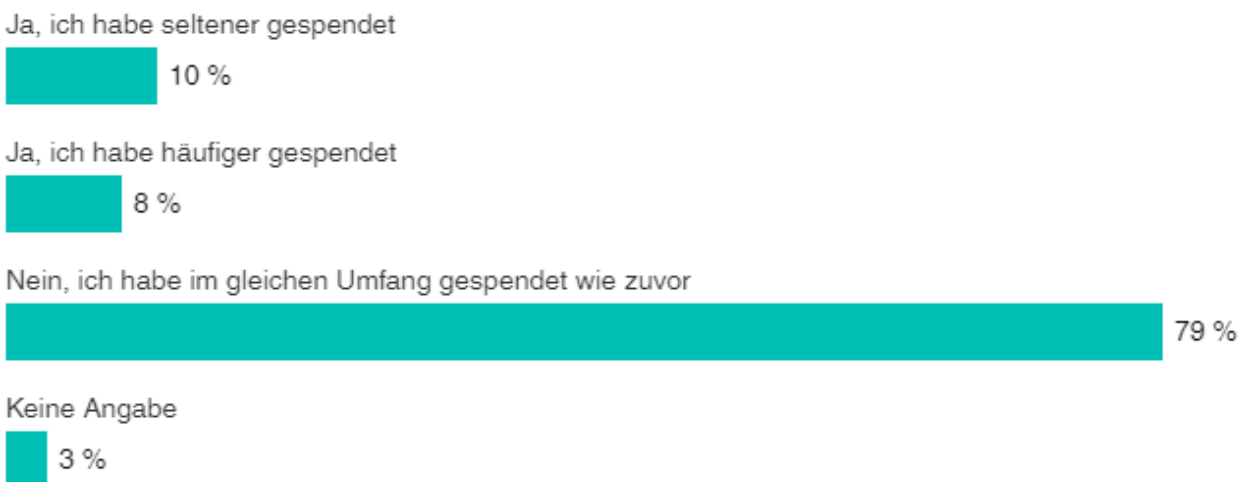 Ja, ich habe seltener gespendet
10 %
Ja, ich habe häufiger gespendet
8 %
Nein, ich habe im gleichen Umfang gespendet wie zuvor
79 %
Keine Angabe
3 %